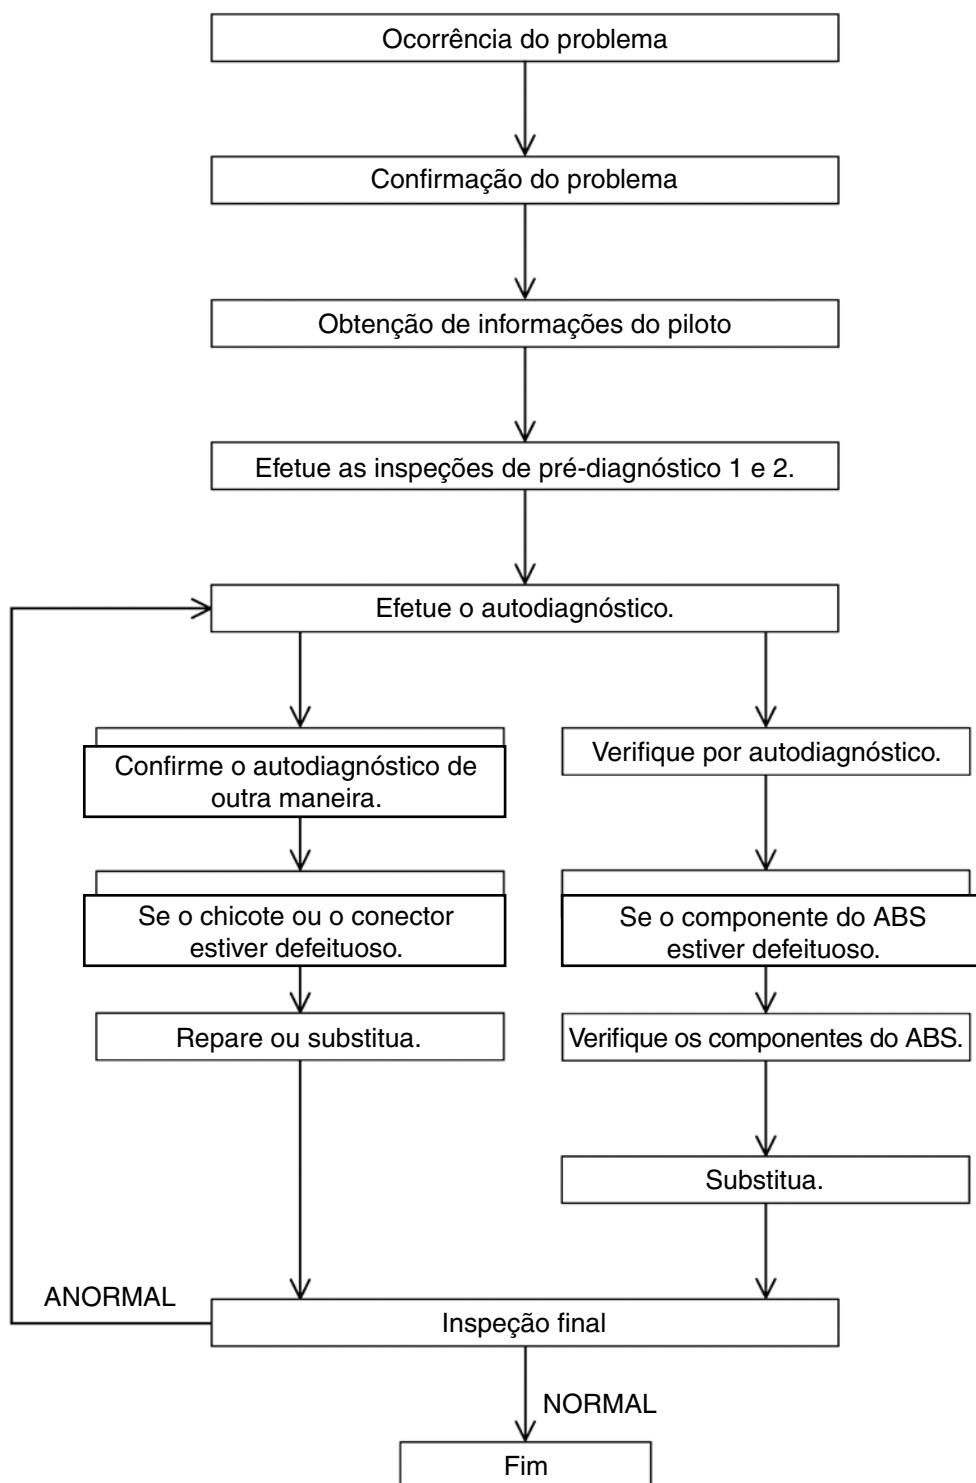 Ocorrência do problema
Confirmação do problema
Obtenção de informações do piloto
Efetue as inspeções de pré-diagnóstico 1 e 2.
Efetue o autodiagnóstico.
Confirme o autodiagnóstico de
outra maneira.
Verifique por autodiagnóstico.
Se o chicote ou o conector
estiver defeituoso.
Se o componente do ABS
estiver defeituoso.
Repare ou substitua.
Verifique os componentes do ABS.
Substitua.
ANORMAL
Inspeção final
NORMAL
Fim